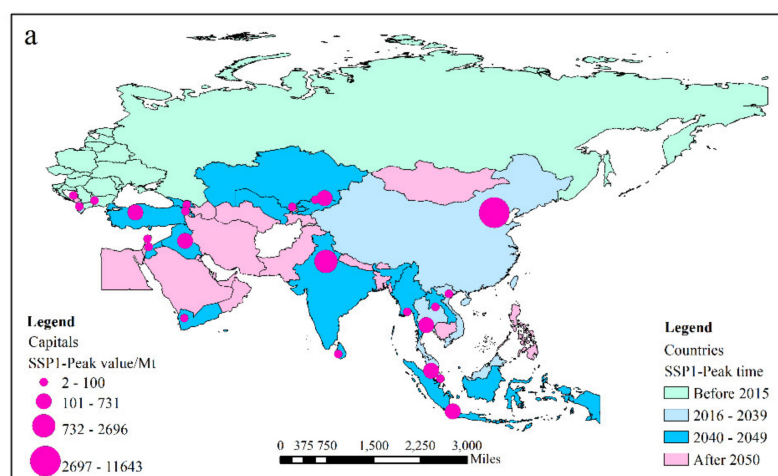 a
Legend
Capitals
SSP1-Peak value/Mt
2 - 100
101 - 731
732 - 2696
2697 - 11643
0 375 750 1,500 2,250 3,000
Miles
Legend
Countries
SSP1-Peak time
Before 2015
2016 - 2039
2040 - 2049
After 2050